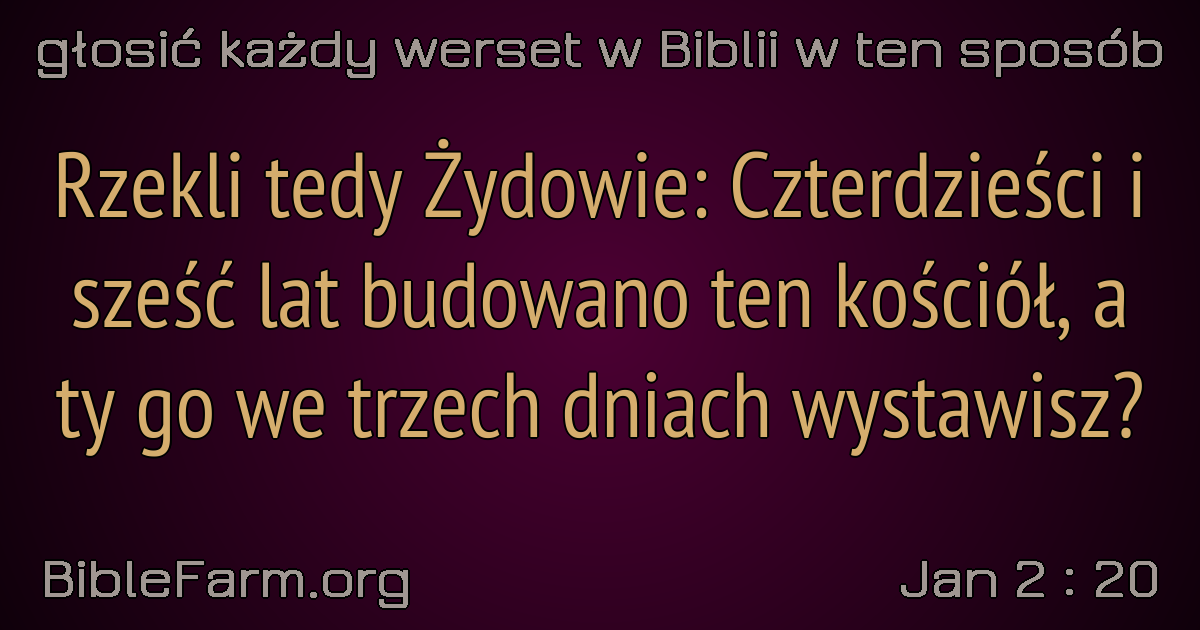 głosić każdy werset w Biblii w ten sposób
Rzekli tedy Żydowie: Czterdzieści i
sześć lat budowano ten kościół, a
ty go we trzech dniach wystawisz?
BibleFarm.org
Jan 2 : 20